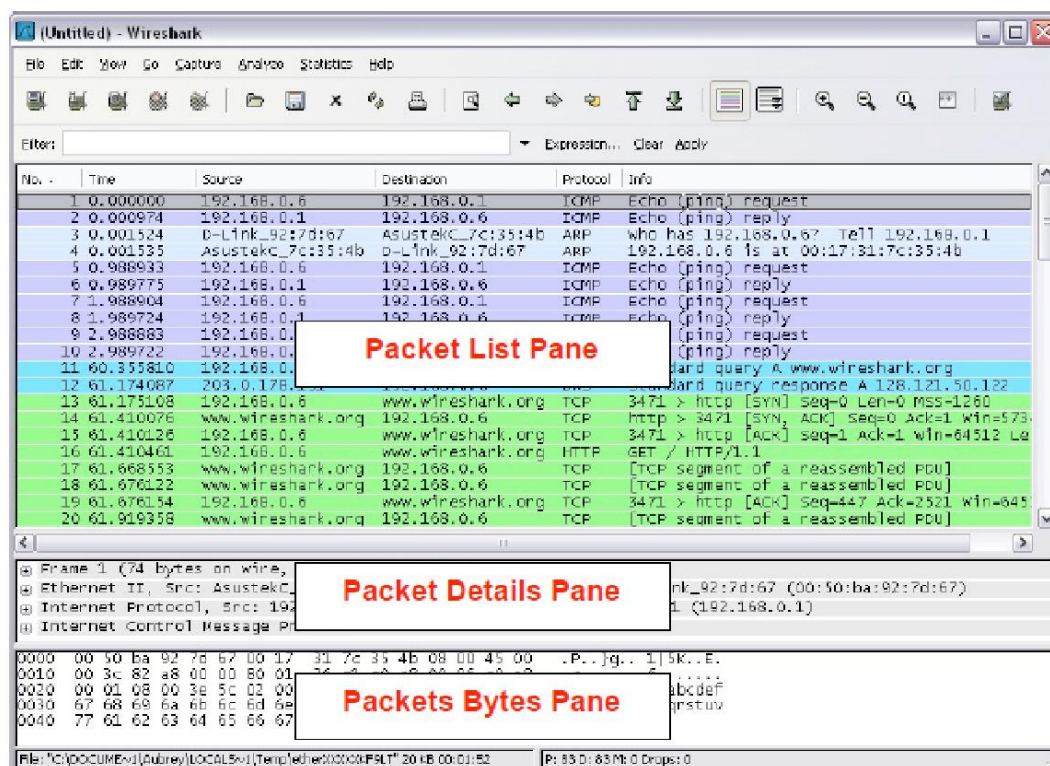 (Untitled) - Wireshark
File Edit View Go Capture Analyze Statistics Help
Filter: Expression... Clear Apply
No. - Time Source Destination Protocol Info
1 0.000000 192.168.0.6 192.168.0.1 ICMP Echo (ping) request
2 0.000974 192.168.0.1 192.168.0.6 ICMP Echo (ping) reply
3 0.001524 D-Link_92:7d:67 AsustekC_7c:35:4b ARP who has 192.168.0.6? Tell 192.168.0.1
4 0.001535 AsustekC_7c:35:4b D-Link_92:7d:67 ARP 192.168.0.6 is at 00:17:31:7c:35:4b
5 0.988933 192.168.0.6 192.168.0.1 ICMP Echo (ping) request
6 0.989775 192.168.0.1 192.168.0.6 ICMP Echo (ping) reply
7 1.988904 192.168.0.6 192.168.0.1 ICMP Echo (ping) request
8 1.989724 192.168.0.1 192.168.0.6 ICMP Echo (ping) reply
9 2.988883 192.168.0. (ping) request
10 2.989722 192.168.0. (ping) reply
Packet List Pane
11 60.355810 192.168.0. dard query A www.wireshark.org
12 61.174087 203.0.178. query response A 128.121.50.122
13 61.175108 192.168.0.6 www.wireshark.org TCP 3471 > http [SYN] Seq=0 Len=0 MSS=1260
14 61.410076 www.wireshark.org 192.168.0.6 TCP http > 3471 [SYN, ACK] Seq=0 Ack=1 Win=573
15 61.410126 192.168.0.6 www.wireshark.org TCP 3471 > http [ACK] Seq=1 Ack=1 Win=64512 Le
16 61.410461 192.168.0.6 www.wireshark.org HTTP GET / HTTP/1.1
17 61.668553 www.wireshark.org 192.168.0.6 TCP [TCP segment of a reassembled PDU]
18 61.676122 www.wireshark.org 192.168.0.6 TCP [TCP segment of a reassembled PDU]
19 61.676154 192.168.0.6 www.wireshark.org TCP 3471 > http [ACK] Seq=447 Ack=2521 Win=645
20 61.919358 www.wireshark.org 192.168.0.6 TCP [TCP segment of a reassembled PDU]
Frame 1 (74 bytes on wire,
Ethernet II, Src: AsustekC_ nk_92:7d:67 (00:50:ba:92:7d:67)
Packet Details Pane
Internet Protocol, Src: 192 1 (192.168.0.1)
Internet Control Message Pr
0000 00 50 ba 92 7d 67 00 17 31 7c 35 4b 08 00 45 00 .P..}g.. 1|5K..E.
0010 00 3c 82 a8 00 00 80 01
0020 00 01 08 00 3e 5c 02 00 abcdef
Packets Bytes Pane
0030 67 68 69 6a 6b 6c 6d 6e qrstuv
0040 77 61 62 63 64 65 66 67
File: "C:\DOCUME~1\Aubrey\LOCALS~1\Temp\etherXXXXXXF9LT" 20 KB 00:01:52 P: 83 D: 83 M: 0 Drops: 0